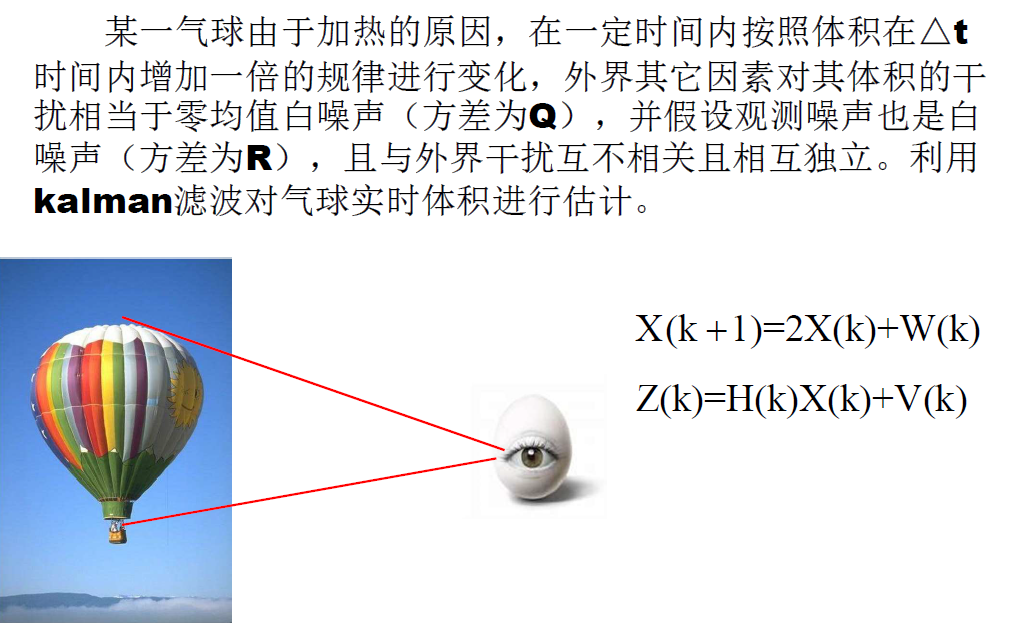 某一气球由于加热的原因，在一定时间内按照体积在△t
时间内增加一倍的规律进行变化，外界其它因素对其体积的干
扰相当于零均值白噪声（方差为Q），并假设观测噪声也是白
噪声（方差为R），且与外界干扰互不相关且相互独立。利用
kalman滤波对气球实时体积进行估计。
X(k +1)=2X(k)+W(k)
Z(k)=H(k)X(k)+V(k)